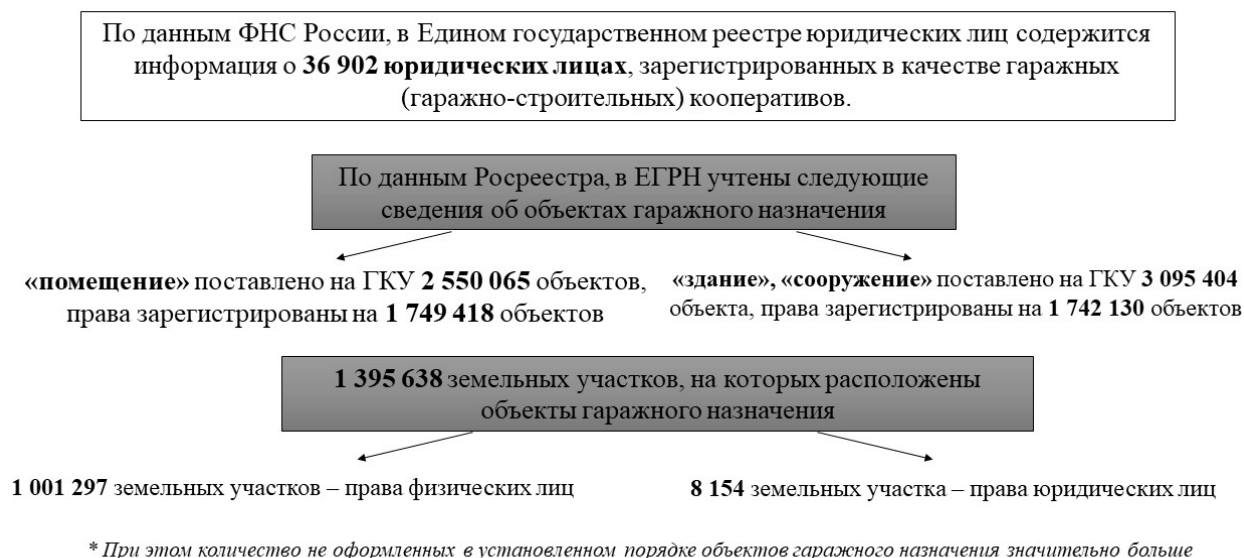 По данным ФНС России, в Едином государственном реестре юридических лиц содержится
информация о 36 902 юридических лицах, зарегистрированных в качестве гаражных
(гаражно-строительных) кооперативов.
По данным Росреестра, в ЕГРН учтены следующие
сведения об объектах гаражного назначения
«помещение» поставлено на ГКУ 2 550 065 объектов,
права зарегистрированы на 1 749 418 объектов
«здание», «сооружение» поставлено на ГКУ 3 095 404
объекта, права зарегистрированы на 1 742 130 объектов
1 395 638 земельных участков, на которых расположены
объекты гаражного назначения
1 001 297 земельных участков – права физических лиц
8 154 земельных участка – права юридических лиц
* При этом количество не оформленных в установленном порядке объектов гаражного назначения значительно больше